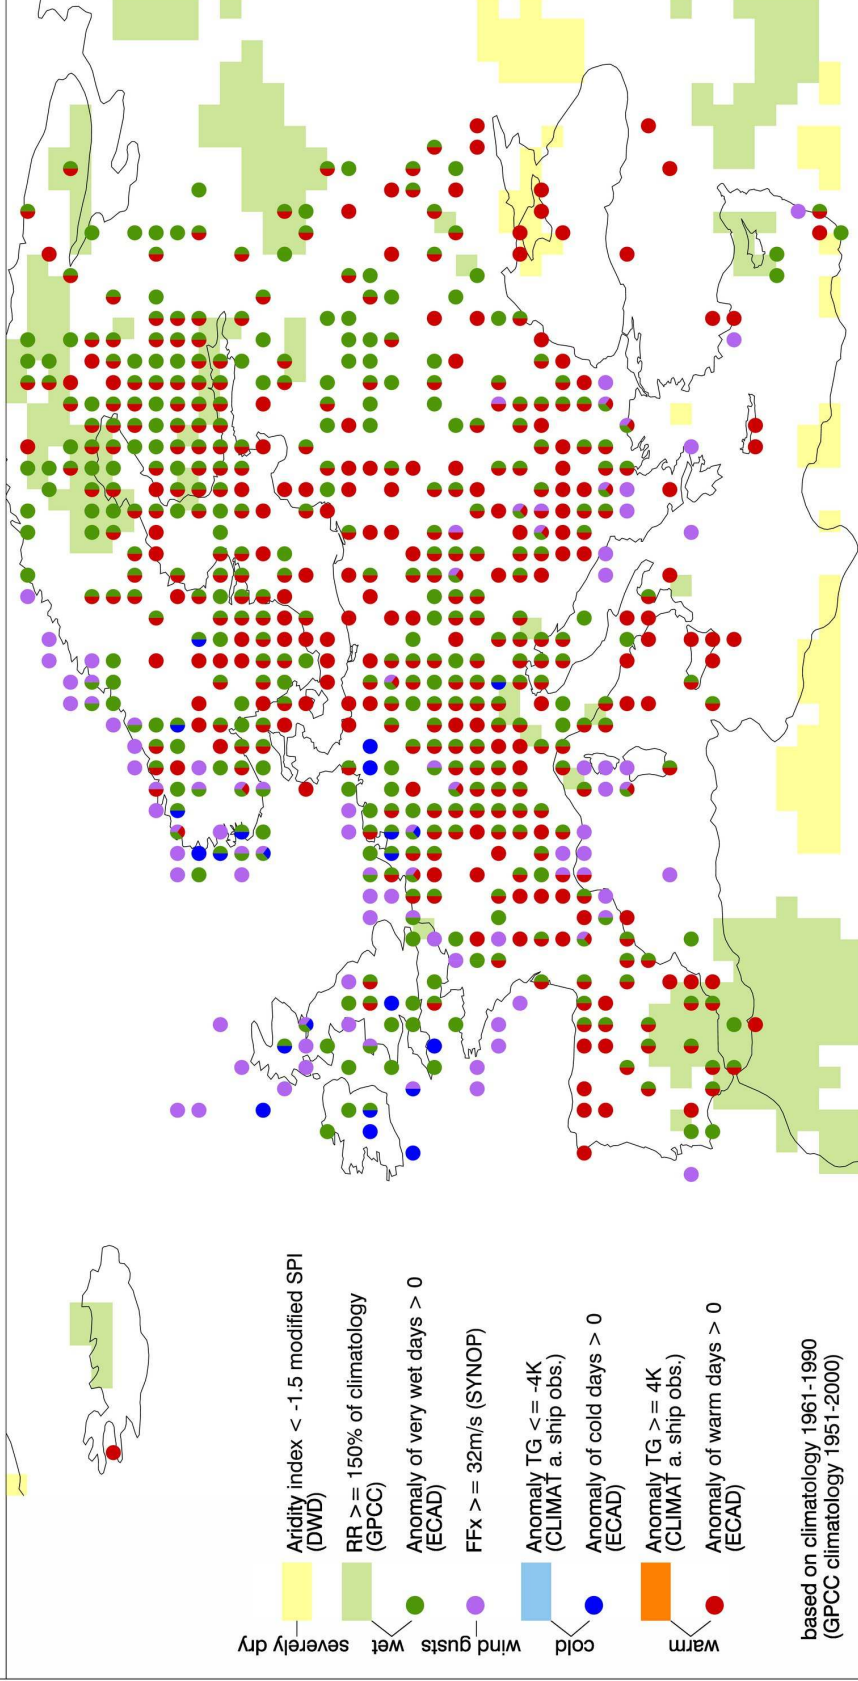 severely dry
Aridity index < -1.5 modified SPI
(DWD)
wet
RR >= 150% of climatology
(GPCC)
Anomaly of very wet days > 0
(ECAD)
wind gusts
FFx >= 32m/s (SYNOP)
cold
Anomaly TG <= -4K
(CLIMAT a. ship obs.)
Anomaly of cold days > 0
(ECAD)
warm
Anomaly TG >= 4K
(CLIMAT a. ship obs.)
Anomaly of warm days > 0
(ECAD)
based on climatology 1961-1990
(GPCC climatology 1951-2000)